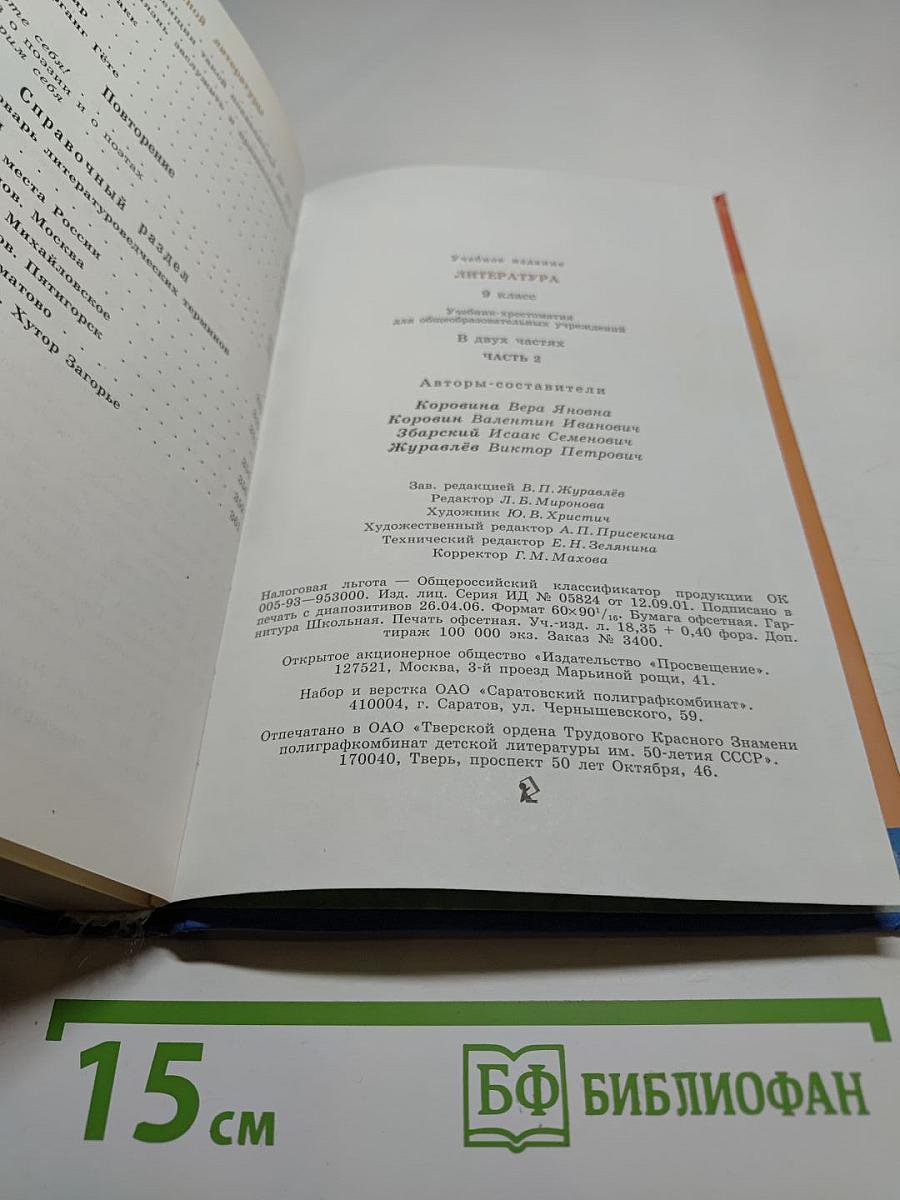 ной литературы
Гёте
себя!
о поэзии и о поэтах
себя
Повторение
Справочный раздел
литературоведческих терминов
места России
Москва
Михайловское
Пятигорск
Хутор Загорье
Учебное издание
ЛИТЕРАТУРА
9 класс
Учебник-хрестоматия
для общеобразовательных учреждений
В двух частях
ЧАСТЬ 2
Авторы-составители
Коровина Вера Яновна
Коровин Валентин Иванович
Збарский Исаак Семенович
Журавлёв Виктор Петрович
Зав. редакцией В. П. Журавлёв
Редактор Л. Б. Миронова
Художник Ю. В. Христич
Художественный редактор А. П. Присекина
Технический редактор Е. Н. Зелянина
Корректор Г. М. Махова
Налоговая льгота — Общероссийский классификатор продукции ОК
005-93—953000. Изд. лиц. Серия ИД № 05824 от 12.09.01. Подписано в
печать с диапозитивов 26.04.06. Формат 60×90¹/₁₆. Бумага офсетная. Гар-
нитура Школьная. Печать офсетная. Уч.-изд. л. 18,35 + 0,40 форз. Доп.
тираж 100 000 экз. Заказ № 3400.
Открытое акционерное общество «Издательство «Просвещение».
127521, Москва, 3-й проезд Марьиной рощи, 41.
Набор и верстка ОАО «Саратовский полиграфкомбинат».
410004, г. Саратов, ул. Чернышевского, 59.
Отпечатано в ОАО «Тверской ордена Трудового Красного Знамени
полиграфкомбинат детской литературы им. 50-летия СССР».
170040, Тверь, проспект 50 лет Октября, 46.
15 см
БФ БИБЛИОФАН